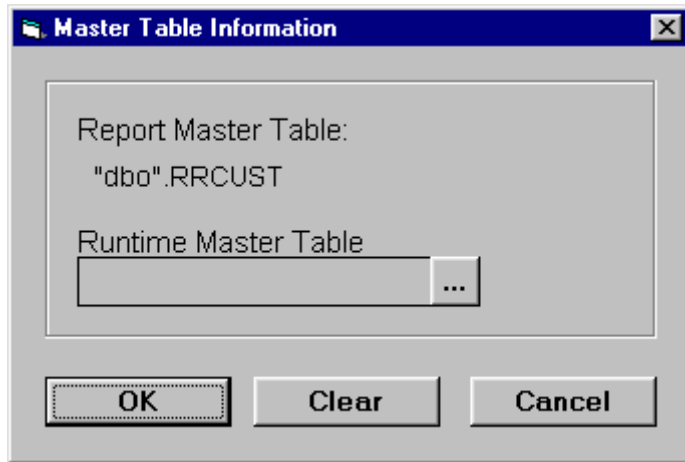 Master Table Information
Report Master Table:
"dbo".RRCUST
Runtime Master Table
...
OK Clear Cancel